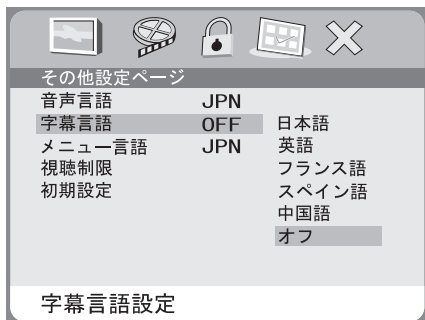 その他設定ページ
音声言語 JPN
字幕言語 OFF 日本語
メニュー言語 JPN 英語
視聴制限 フランス語
初期設定 スペイン語
中国語
オフ
字幕言語設定